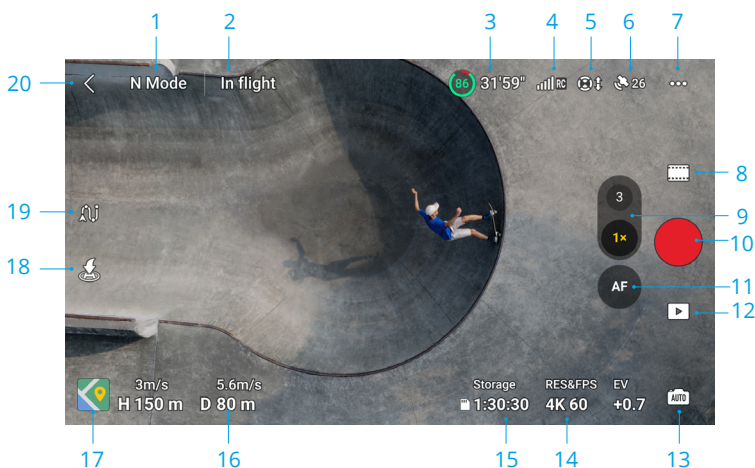 1 2 3 4 5 6 7
20 N Mode In flight 86 31'59" RC 26
8
3
9
1×
10
19
18
AF 11
12
3m/s 5.6m/s Storage RES&FPS EV
H 150 m D 80 m 1:30:30 4K 60 +0.7 AUTO
17 16 15 14 13